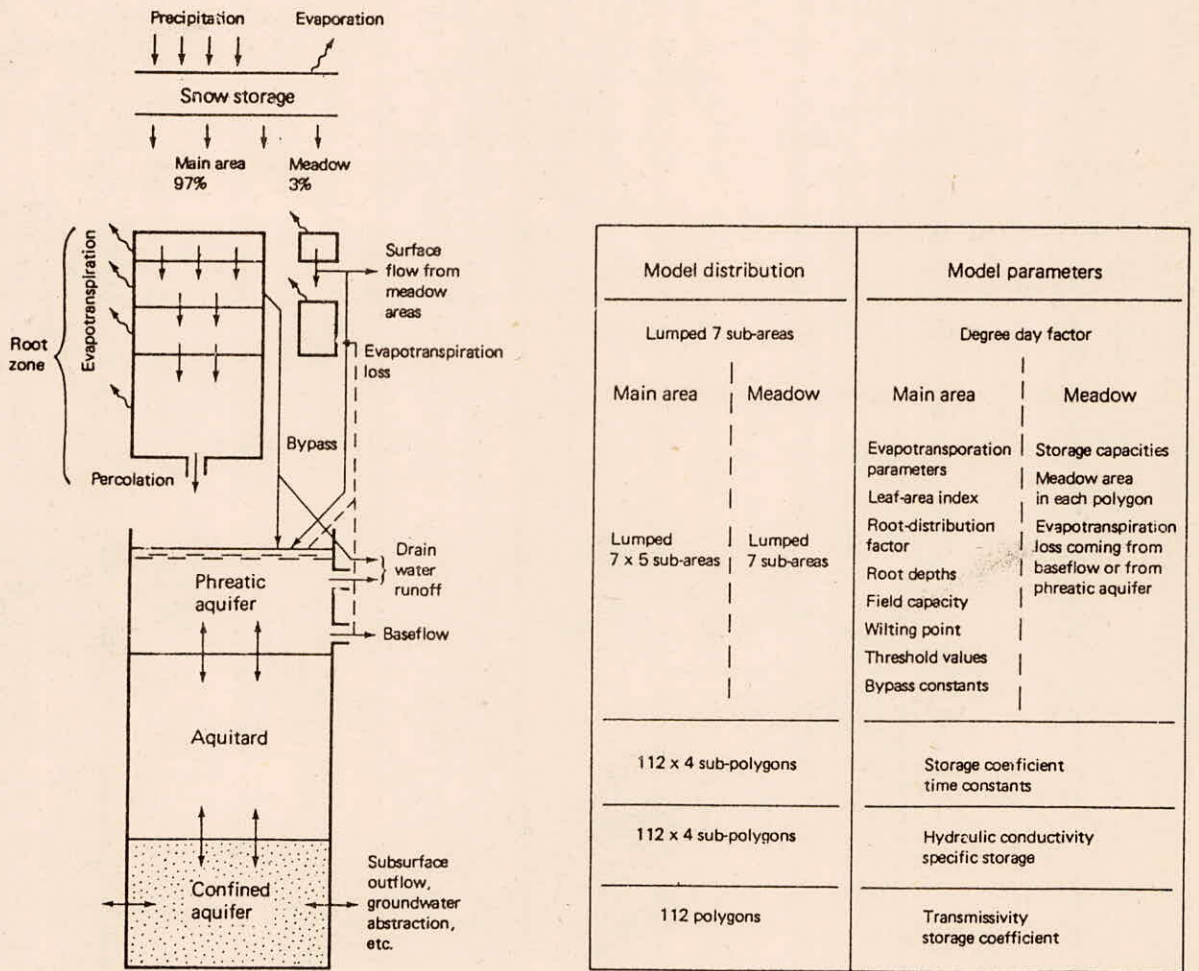 Precipitation
Evaporation
Snow storage
Main area
97%
Meadow
3%
Root
zone
Evapotranspiration
Surface
flow from
meadow
areas
Evapotranspiration
loss
Bypass
Percolation
Drain
water
runoff
Phreatic
aquifer
Baseflow
Aquitard
Confined
aquifer
Subsurface
outflow,
groundwater
abstraction,
etc.
Model distribution
Model parameters
Lumped 7 sub-areas
Degree day factor
Main area
Meadow
Main area
Meadow
Lumped
7 x 5 sub-areas
Lumped
7 sub-areas
Evapotransporation
parameters
Leaf-area index
Root-distribution
factor
Root depths
Field capacity
Wilting point
Threshold values
Bypass constants
Storage capacities
Meadow area
in each polygon
Evapotranspiration
loss coming from
baseflow or from
phreatic aquifer
112 x 4 sub-polygons
Storage coefficient
time constants
112 x 4 sub-polygons
Hydraulic conductivity
specific storage
112 polygons
Transmissivity
storage coefficient